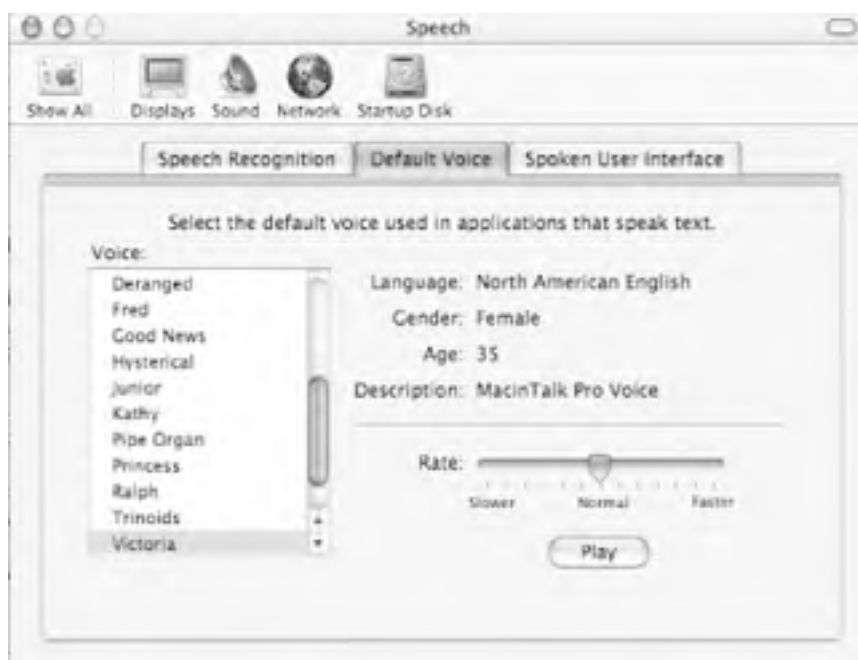 Speech
Show All Displays Sound Network Startup Disk
Speech Recognition Default Voice Spoken User Interface
Select the default voice used in applications that speak text.
Voice:
Deranged
Fred
Good News
Hysterical
Junior
Kathy
Pipe Organ
Princess
Ralph
Trinoids
Victoria
Language: North American English
Gender: Female
Age: 35
Description: MacinTalk Pro Voice
Rate:
Slower Normal Faster
Play